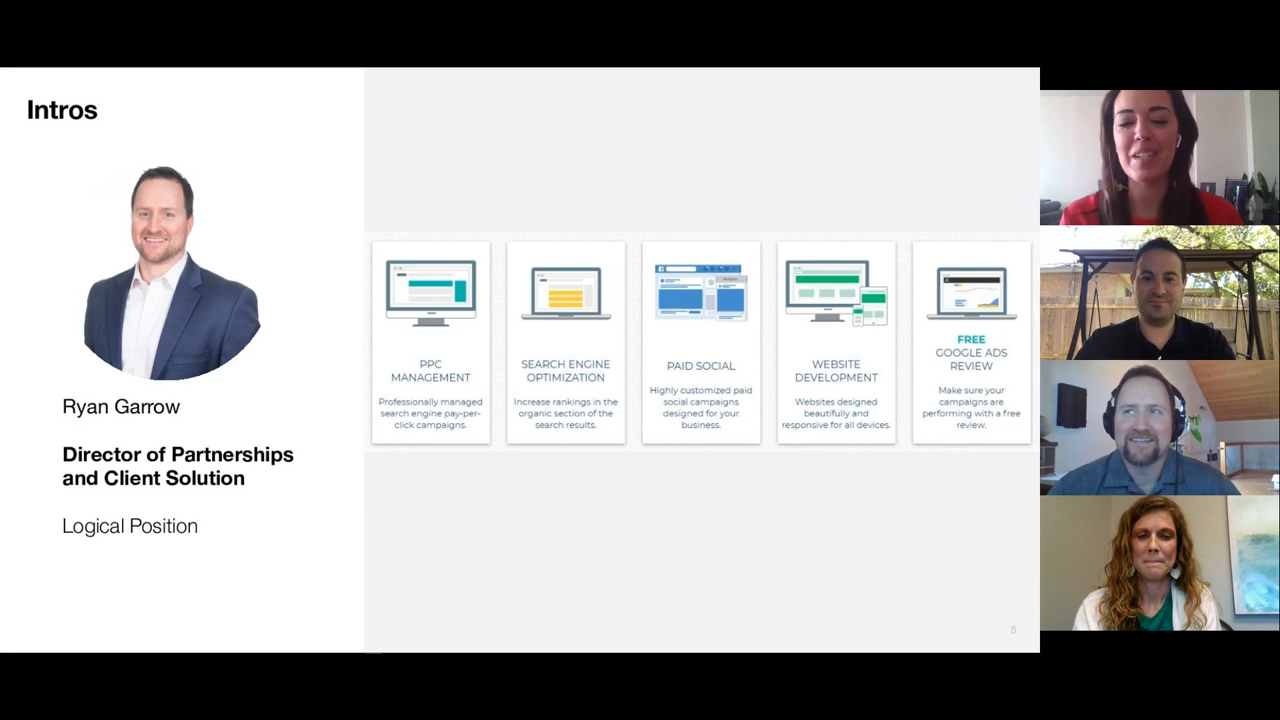 Intros
Ryan Garrow
Director of Partnerships
and Client Solution
Logical Position
PPC
MANAGEMENT
Professionally managed
search engine pay-per-
click campaigns.
SEARCH ENGINE
OPTIMIZATION
Increase rankings in the
organic section of the
search results.
PAID SOCIAL
Highly customized paid
social campaigns
designed for your
business.
WEBSITE
DEVELOPMENT
Websites designed
beautifully and
responsive for all devices.
FREE
GOOGLE ADS
REVIEW
Make sure your
campaigns are
performing with a free
review.
5